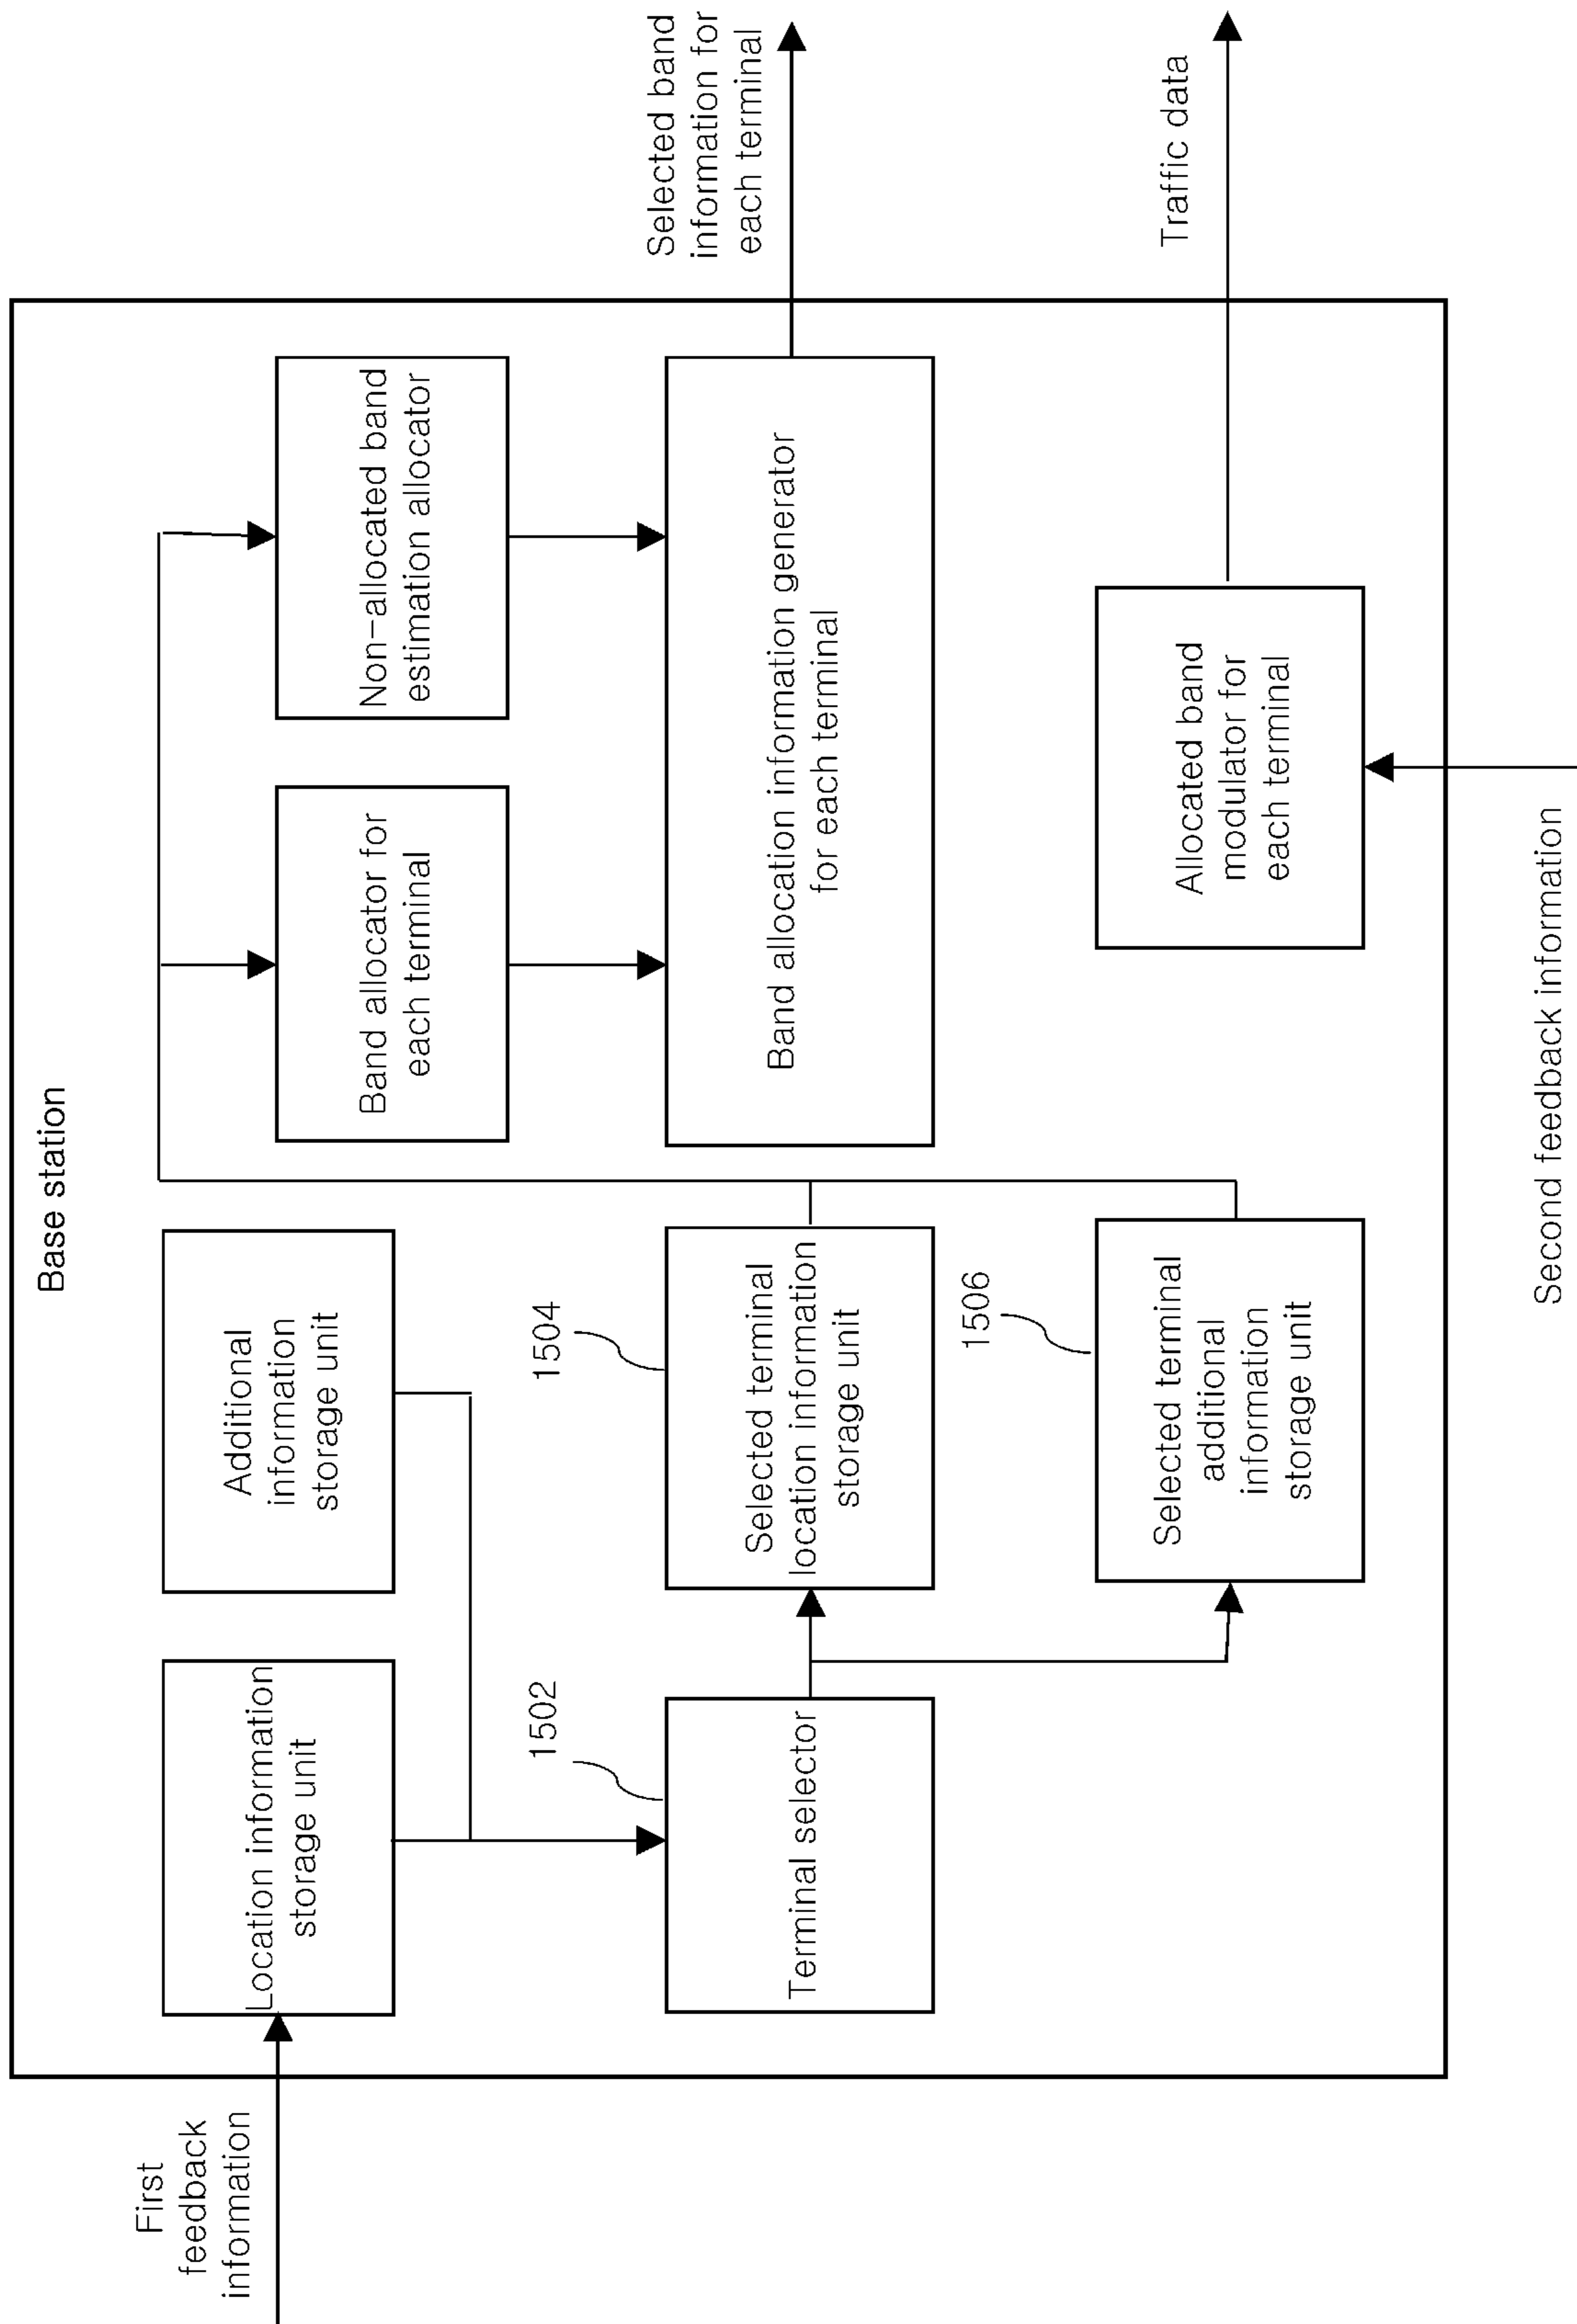 Base station
First
feedback
information
Location information
storage unit
Additional
information
storage unit
Band allocator for
each terminal
Non-allocated band
estimation allocator
Selected band
information for
each terminal
1502
Terminal selector
1504
Selected terminal
location information
storage unit
Band allocation information generator
for each terminal
1506
Selected terminal
additional
information
storage unit
Allocated band
modulator for
each terminal
Traffic data
Second feedback information